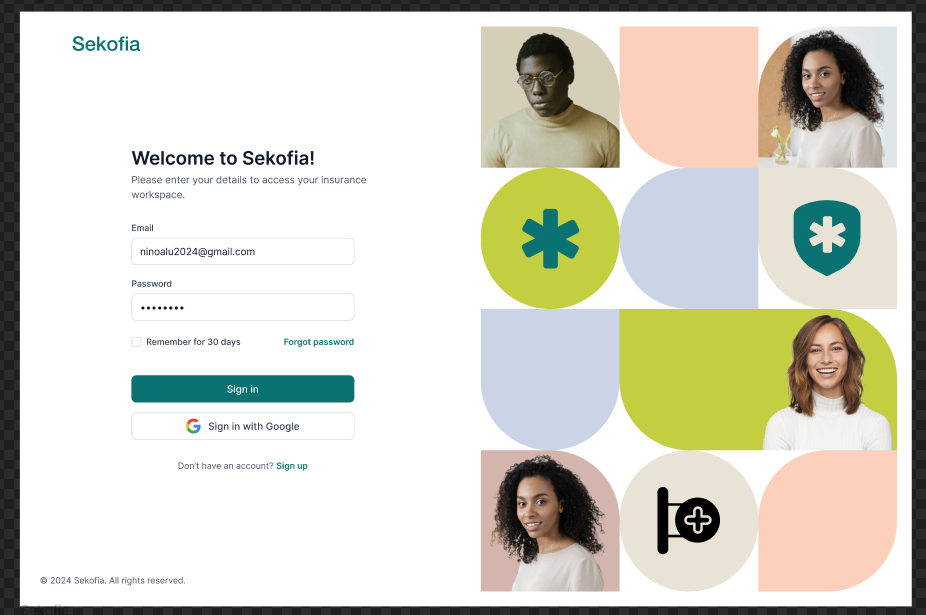 Sekofia
Welcome to Sekofia!
Please enter your details to access your insurance
workspace.
Email
ninoalu2024@gmail.com
Password
••••••••
Remember for 30 days
Forgot password
Sign in
Sign in with Google
Don't have an account? Sign up
© 2024 Sekofia. All rights reserved.